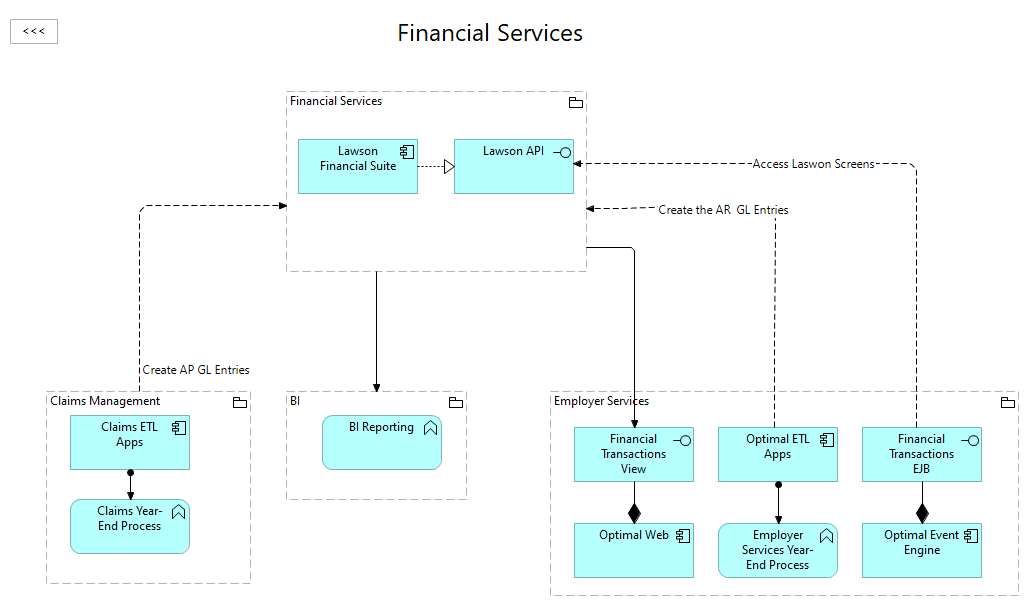 <<<
Financial Services
Financial Services
Lawson
Financial Suite
Lawson API
Access Laswon Screens
Create the AR  GL Entries
Create AP GL Entries
Claims Management
Claims ETL
Apps
Claims Year-
End Process
BI
BI Reporting
Employer Services
Financial
Transactions
View
Optimal ETL
Apps
Financial
Transactions
EJB
Optimal Web
Employer
Services Year-
End Process
Optimal Event
Engine